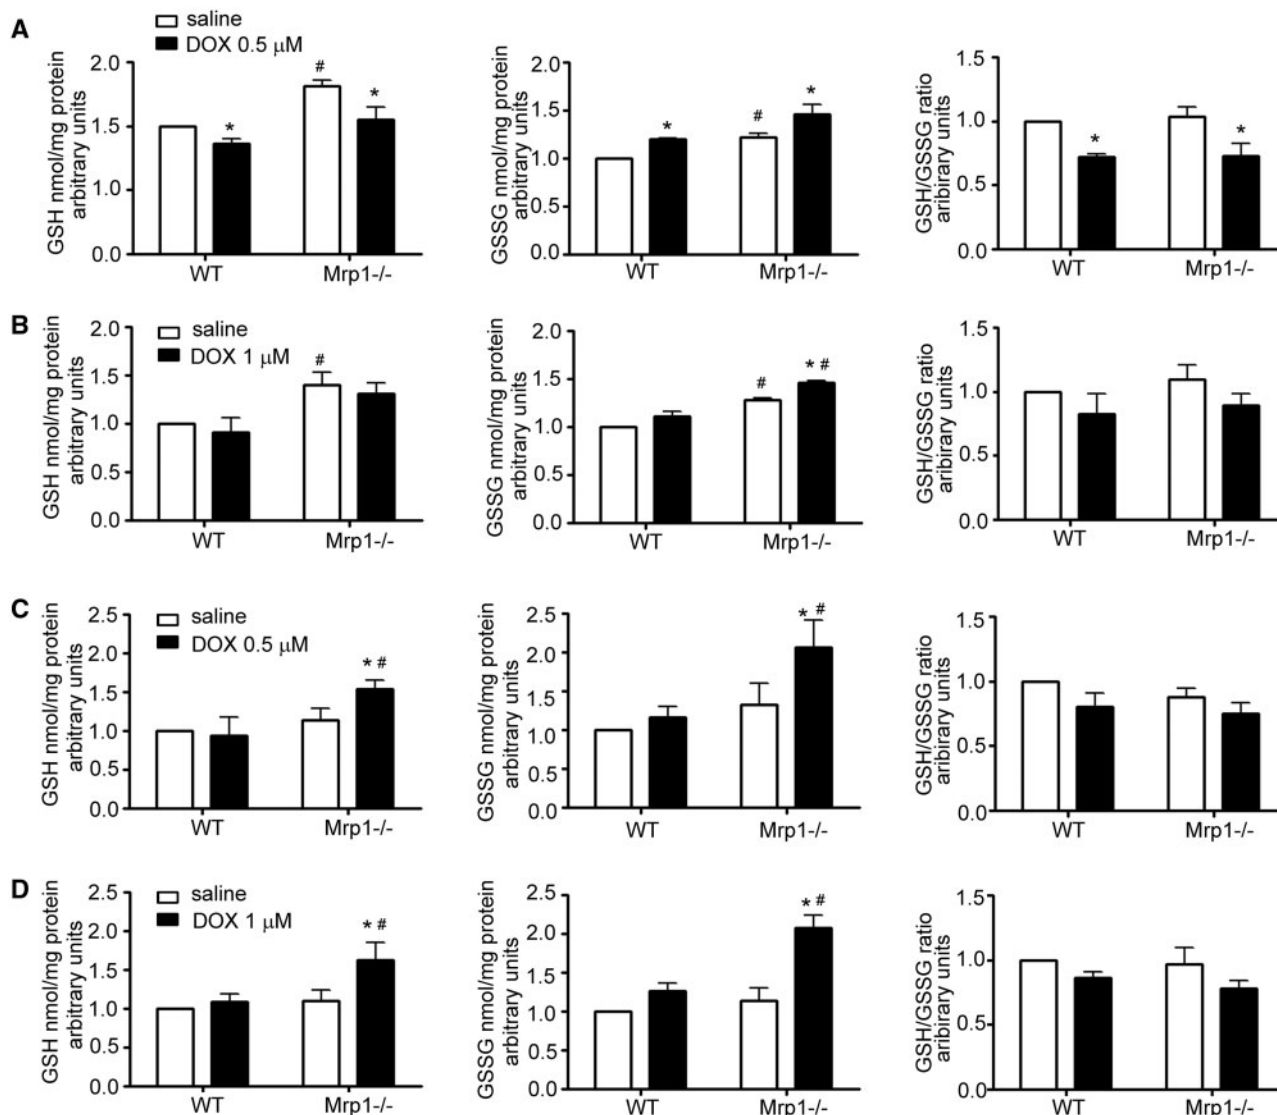 A
saline
DOX 0.5 μM
GSH nmol/mg protein
arbitrary units
2.0
1.5
1.0
1.0
#
*
*
WT
Mrp1-/-
GSSG nmol/mg protein
arbitrary units
2.0
1.5
1.0
0.5
0.0
*
#
*
WT
Mrp1-/-
GSH/GSSG ratio
aribirary units
1.5
1.0
0.5
0.0
*
*
WT
Mrp1-/-
B
saline
DOX 1 μM
GSH nmol/mg protein
arbitrary units
2.0
1.5
1.0
0.5
0.0
#
WT
Mrp1-/-
GSSG nmol/mg protein
arbitrary units
2.0
1.5
1.0
0.5
0.0
#
* #
WT
Mrp1-/-
GSH/GSSG ratio
aribirary units
1.5
1.0
0.5
0.0
WT
Mrp1-/-
C
saline
DOX 0.5 μM
GSH nmol/mg protein
arbitrary units
2.5
2.0
1.5
1.0
0.5
0.0
* #
WT
Mrp1-/-
GSSG nmol/mg protein
arbitrary units
2.5
2.0
1.5
1.0
0.5
0.0
* #
WT
Mrp1-/-
GSH/GSSG ratio
aribirary units
1.5
1.0
0.5
0.0
WT
Mrp1-/-
D
saline
DOX 1 μM
GSH nmol/mg protein
arbitrary units
2.5
2.0
1.5
1.0
0.5
0.0
* #
WT
Mrp1-/-
GSSG nmol/mg protein
arbitrary units
2.5
2.0
1.5
1.0
0.5
0.0
* #
WT
Mrp1-/-
GSH/GSSG ratio
aribirary units
1.5
1.0
0.5
0.0
WT
Mrp1-/-